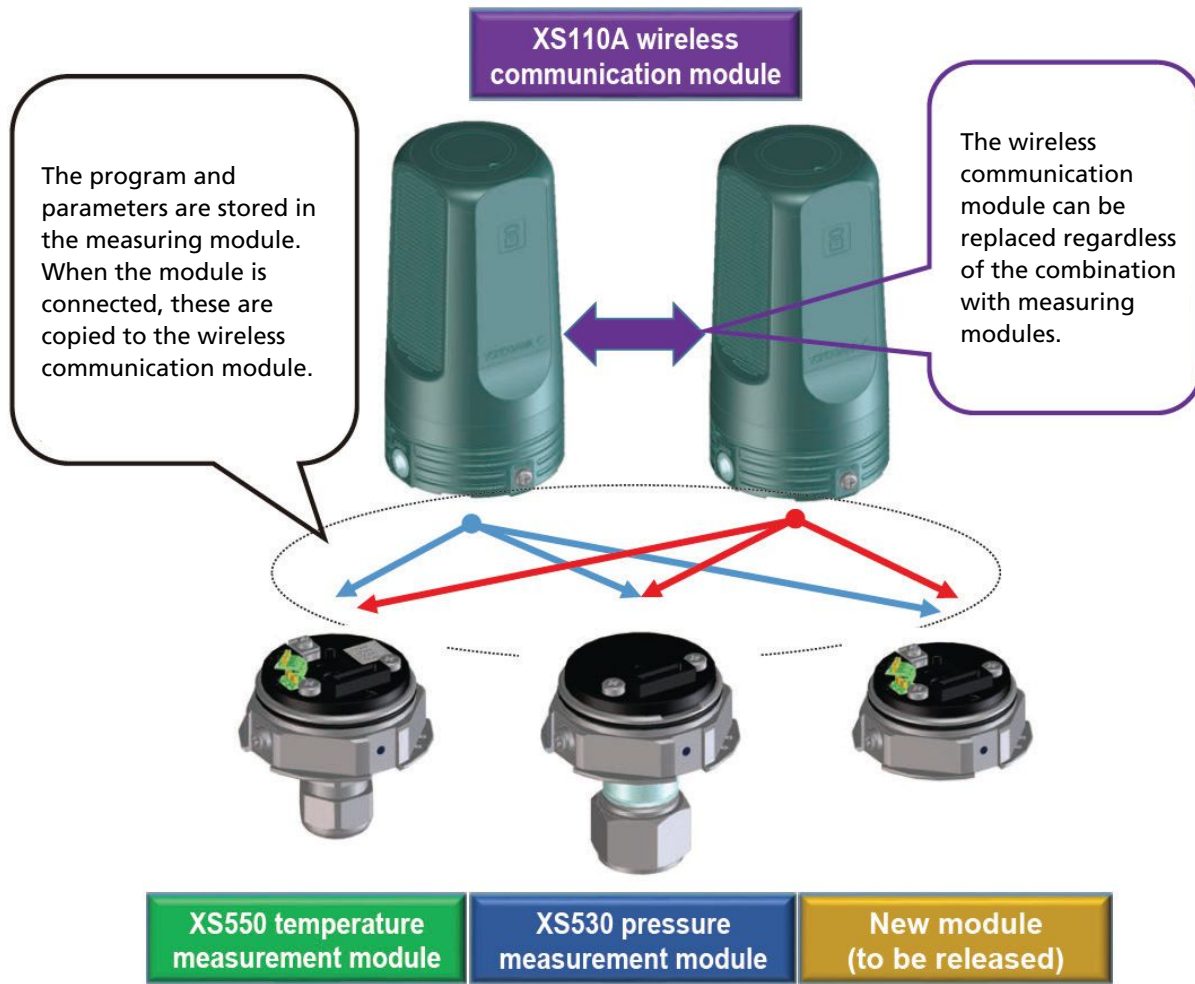 XS110A wireless
communication module
The program and
parameters are stored in
the measuring module.
When the module is
connected, these are
copied to the wireless
communication module.
The wireless
communication
module can be
replaced regardless
of the combination
with measuring
modules.
XS550 temperature
measurement module
XS530 pressure
measurement module
New module
(to be released)